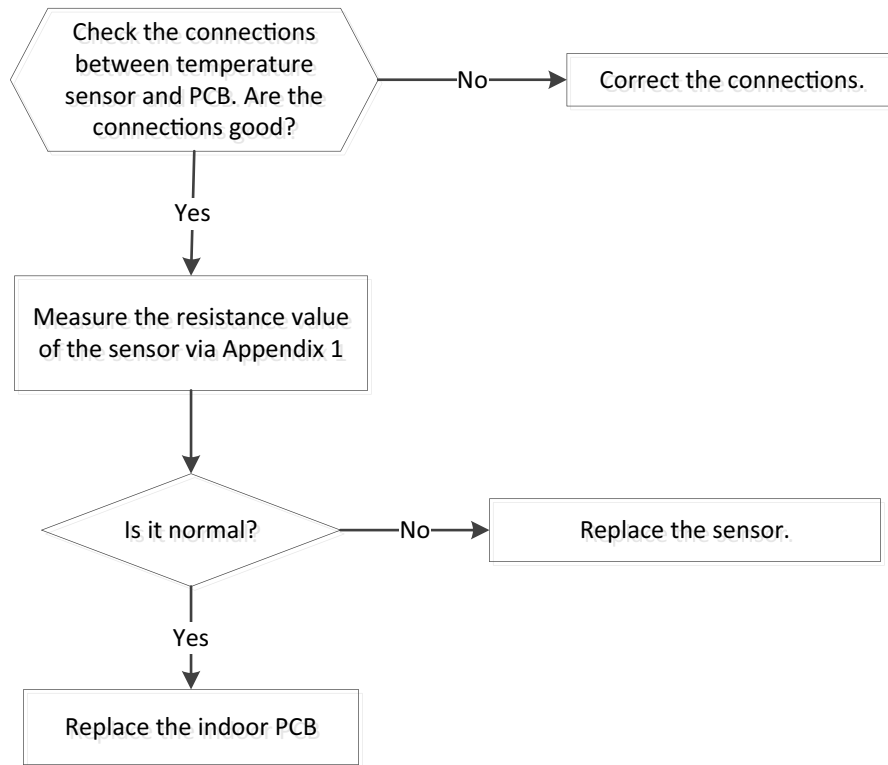 Check the connections
between temperature
sensor and PCB. Are the
connections good?
No
Correct the connections.
Yes
Measure the resistance value
of the sensor via Appendix 1
Is it normal?
No
Replace the sensor.
Yes
Replace the indoor PCB